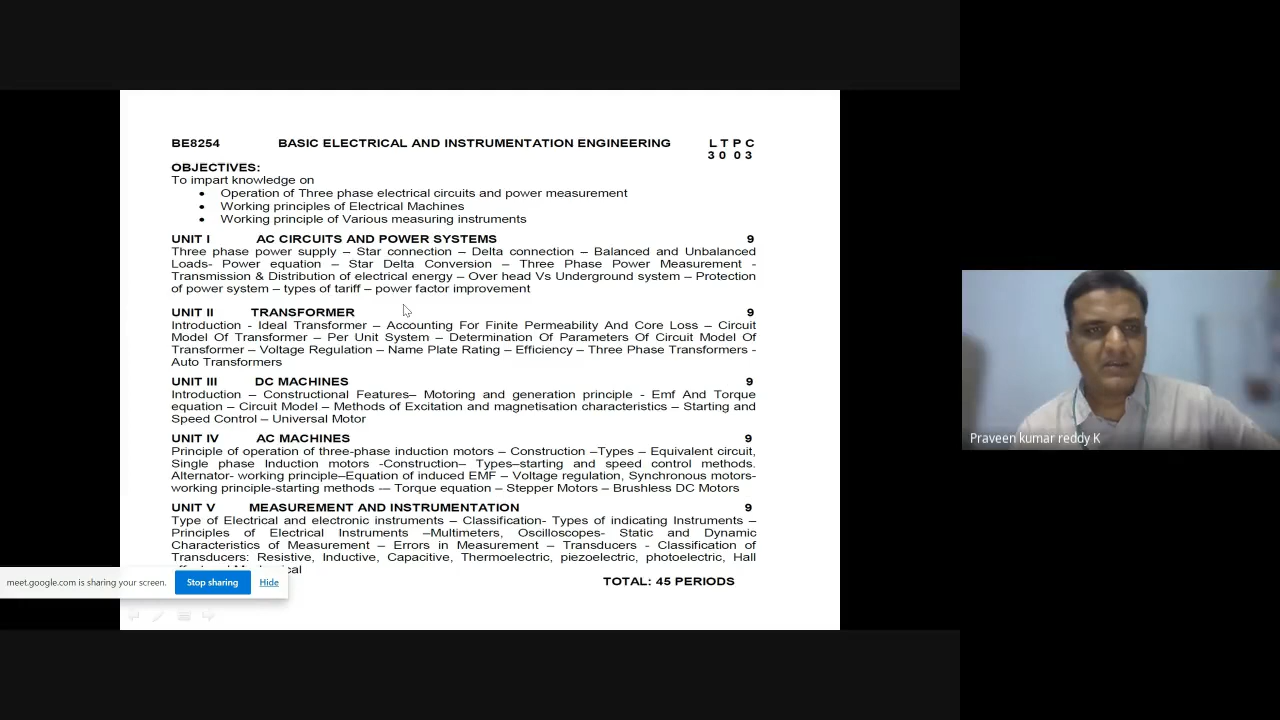 BE8254 BASIC ELECTRICAL AND INSTRUMENTATION ENGINEERING L T P C
3 0 0 3
OBJECTIVES:
To impart knowledge on
• Operation of Three phase electrical circuits and power measurement
• Working principles of Electrical Machines
• Working principle of Various measuring instruments
UNIT I AC CIRCUITS AND POWER SYSTEMS 9
Three phase power supply – Star connection – Delta connection – Balanced and Unbalanced
Loads- Power equation – Star Delta Conversion – Three Phase Power Measurement -
Transmission & Distribution of electrical energy – Over head Vs Underground system – Protection
of power system – types of tariff – power factor improvement
UNIT II TRANSFORMER 9
Introduction - Ideal Transformer – Accounting For Finite Permeability And Core Loss – Circuit
Model Of Transformer – Per Unit System – Determination Of Parameters Of Circuit Model Of
Transformer – Voltage Regulation – Name Plate Rating – Efficiency – Three Phase Transformers -
Auto Transformers
UNIT III DC MACHINES 9
Introduction – Constructional Features– Motoring and generation principle - Emf And Torque
equation – Circuit Model – Methods of Excitation and magnetisation characteristics – Starting and
Speed Control – Universal Motor
UNIT IV AC MACHINES 9
Principle of operation of three-phase induction motors – Construction –Types – Equivalent circuit,
Single phase Induction motors -Construction– Types–starting and speed control methods.
Alternator- working principle–Equation of induced EMF – Voltage regulation, Synchronous motors-
working principle-starting methods -– Torque equation – Stepper Motors – Brushless DC Motors
UNIT V MEASUREMENT AND INSTRUMENTATION 9
Type of Electrical and electronic instruments – Classification- Types of indicating Instruments –
Principles of Electrical Instruments –Multimeters, Oscilloscopes- Static and Dynamic
Characteristics of Measurement – Errors in Measurement – Transducers - Classification of
Transducers: Resistive, Inductive, Capacitive, Thermoelectric, piezoelectric, photoelectric, Hall
TOTAL: 45 PERIODS
meet.google.com is sharing your screen. Stop sharing Hide
Praveen kumar reddy K